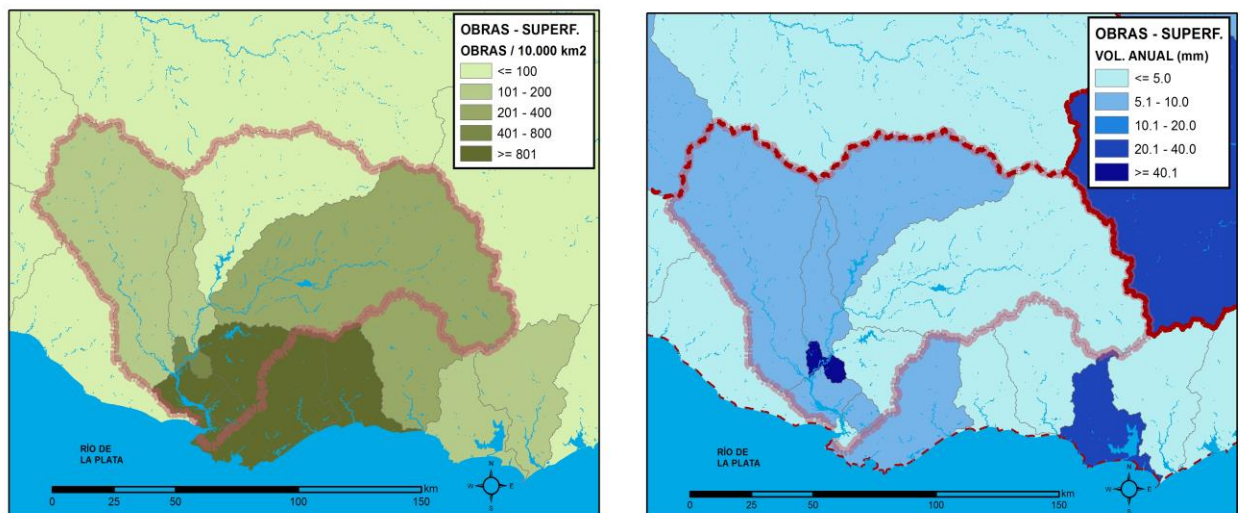 OBRAS - SUPERF.
OBRAS / 10.000 km2
<= 100
101 - 200
201 - 400
401 - 800
>= 801
RÍO DE
LA PLATA
km
0 25 50 100 150
N
W E
S
OBRAS - SUPERF.
VOL. ANUAL (mm)
<= 5.0
5.1 - 10.0
10.1 - 20.0
20.1 - 40.0
>= 40.1
RÍO DE
LA PLATA
km
0 25 50 100 150
N
W E
S